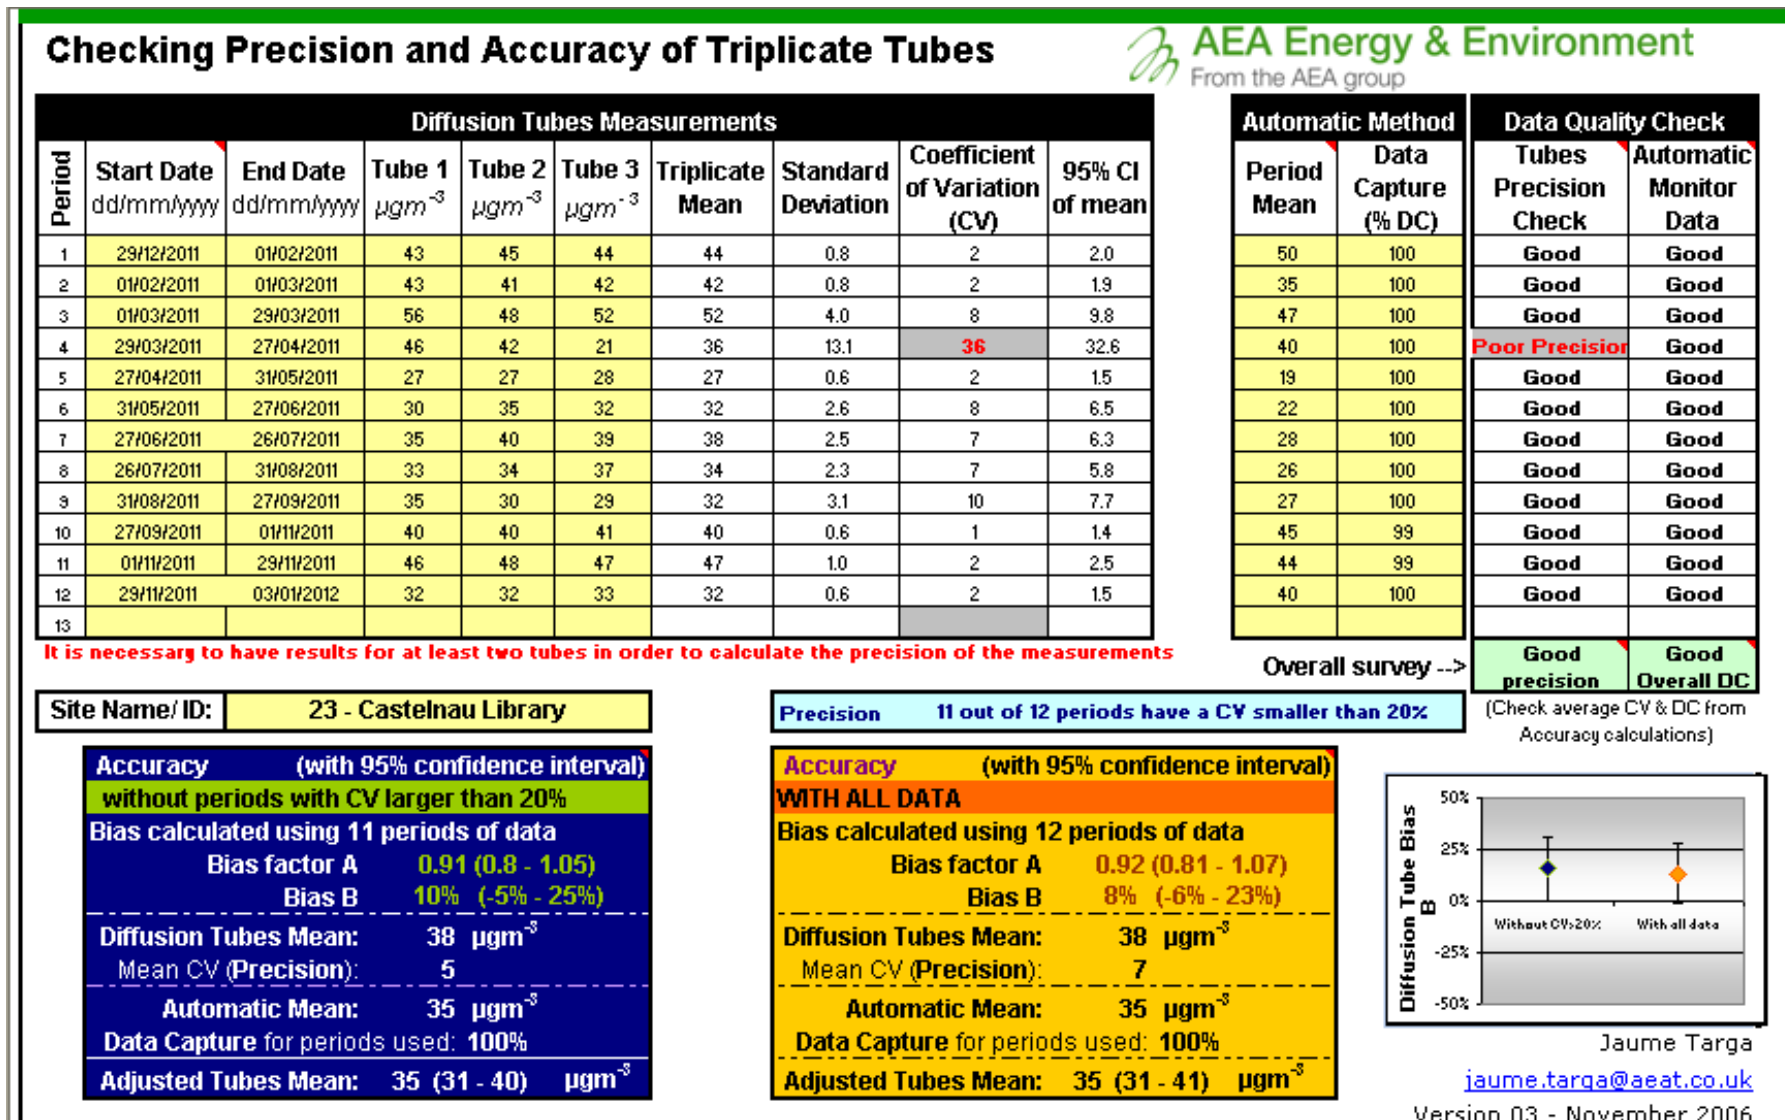 Checking Precision and Accuracy of Triplicate Tubes
AEA Energy & Environment
From the AEA group
Diffusion Tubes Measurements
Automatic Method
Data Quality Check
Period
Start Date dd/mm/yyyy
End Date dd/mm/yyyy
Tube 1 µgm⁻³
Tube 2 µgm⁻³
Tube 3 µgm⁻³
Triplicate Mean
Standard Deviation
Coefficient of Variation (CV)
95% CI of mean
Period Mean
Data Capture (% DC)
Tubes Precision Check
Automatic Monitor Data
1 29/12/2011 01/02/2011 43 45 44 44 0.8 2 2.0 50 100 Good Good
2 01/02/2011 01/03/2011 43 41 42 42 0.8 2 1.9 35 100 Good Good
3 01/03/2011 29/03/2011 56 48 52 52 4.0 8 9.8 47 100 Good Good
4 29/03/2011 27/04/2011 46 42 21 36 13.1 36 32.6 40 100 Poor Precision Good
5 27/04/2011 31/05/2011 27 27 28 27 0.6 2 1.5 19 100 Good Good
6 31/05/2011 27/06/2011 30 35 32 32 2.6 8 6.5 22 100 Good Good
7 27/06/2011 26/07/2011 35 40 39 38 2.5 7 6.3 28 100 Good Good
8 26/07/2011 31/08/2011 33 34 37 34 2.3 7 5.8 26 100 Good Good
9 31/08/2011 27/09/2011 35 30 29 32 3.1 10 7.7 27 100 Good Good
10 27/09/2011 01/11/2011 40 40 41 40 0.6 1 1.4 45 99 Good Good
11 01/11/2011 29/11/2011 46 48 47 47 1.0 2 2.5 44 99 Good Good
12 29/11/2011 03/01/2012 32 32 33 32 0.6 2 1.5 40 100 Good Good
13
It is necessary to have results for at least two tubes in order to calculate the precision of the measurements
Overall survey -->
Good precision
Good Overall DC
Site Name/ ID:
23 - Castelnau Library
Precision 11 out of 12 periods have a CV smaller than 20%
(Check average CV & DC from
Accuracy calculations)
Accuracy (with 95% confidence interval)
without periods with CV larger than 20%
Bias calculated using 11 periods of data
Bias factor A 0.91 (0.8 - 1.05)
Bias B 10% (-5% - 25%)
Diffusion Tubes Mean: 38 µgm⁻³
Mean CV (Precision): 5
Automatic Mean: 35 µgm⁻³
Data Capture for periods used: 100%
Adjusted Tubes Mean: 35 (31 - 40) µgm⁻³
Accuracy (with 95% confidence interval)
WITH ALL DATA
Bias calculated using 12 periods of data
Bias factor A 0.92 (0.81 - 1.07)
Bias B 8% (-6% - 23%)
Diffusion Tubes Mean: 38 µgm⁻³
Mean CV (Precision): 7
Automatic Mean: 35 µgm⁻³
Data Capture for periods used: 100%
Adjusted Tubes Mean: 35 (31 - 41) µgm⁻³
Diffusion Tube Bias B
50%
25%
0%
-25%
-50%
Without CV>20%
With all data
Jaume Targa
jaume.targa@aeat.co.uk
Version 03 - November 2006